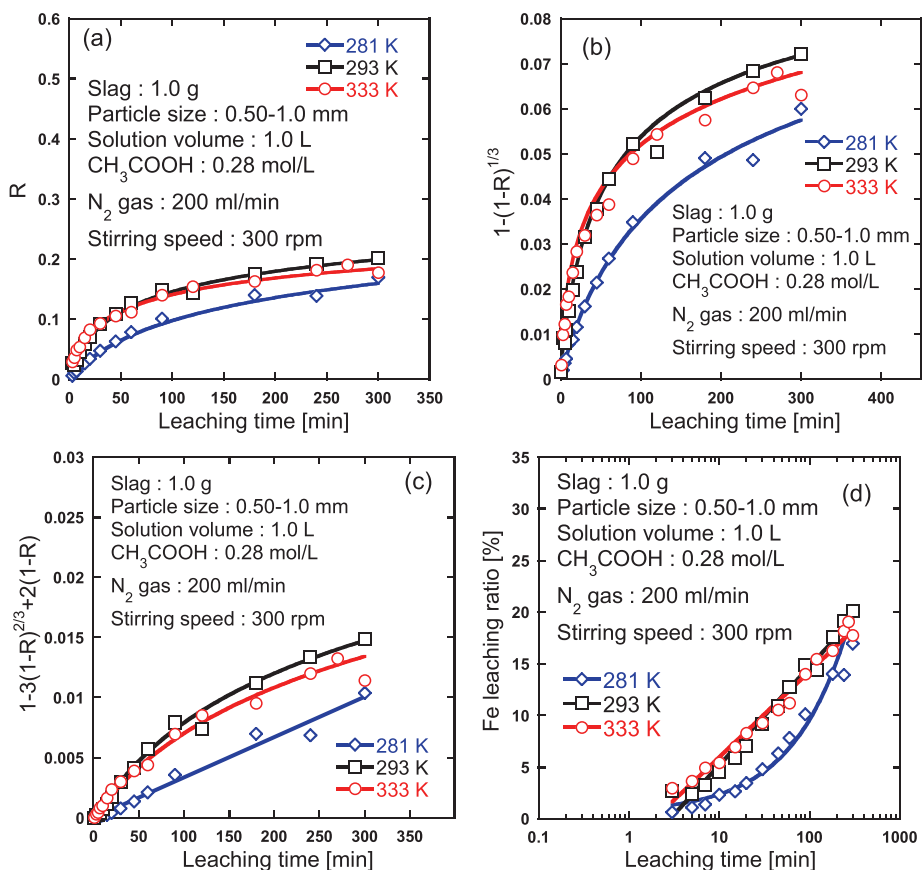 (a)
281 K
293 K
333 K
Slag : 1.0 g
Particle size : 0.50-1.0 mm
Solution volume : 1.0 L
CH₃COOH : 0.28 mol/L
N₂ gas : 200 ml/min
Stirring speed : 300 rpm
R
0.6
0.5
0.4
0.3
0.2
0.1
0
0 50 100 150 200 250 300 350
Leaching time [min]
(b)
281 K
293 K
333 K
Slag : 1.0 g
Particle size : 0.50-1.0 mm
Solution volume : 1.0 L
CH₃COOH : 0.28 mol/L
N₂ gas : 200 ml/min
Stirring speed : 300 rpm
1-(1-R)^1/3
0.08
0.07
0.06
0.05
0.04
0.03
0.02
0.01
0
0 100 200 300 400
Leaching time [min]
(c)
Slag : 1.0 g
Particle size : 0.50-1.0 mm
Solution volume : 1.0 L
CH₃COOH : 0.28 mol/L
N₂ gas : 200 ml/min
Stirring speed : 300 rpm
281 K
293 K
333 K
1-3(1-R)^2/3+2(1-R)
0.03
0.025
0.02
0.015
0.01
0.005
0
0 50 100 150 200 250 300 350
Leaching time [min]
(d)
Slag : 1.0 g
Particle size : 0.50-1.0 mm
Solution volume : 1.0 L
CH₃COOH : 0.28 mol/L
N₂ gas : 200 ml/min
Stirring speed : 300 rpm
281 K
293 K
333 K
Fe leaching ratio [%]
35
30
25
20
15
10
5
0
0.1 1 10 100 1000
Leaching time [min]